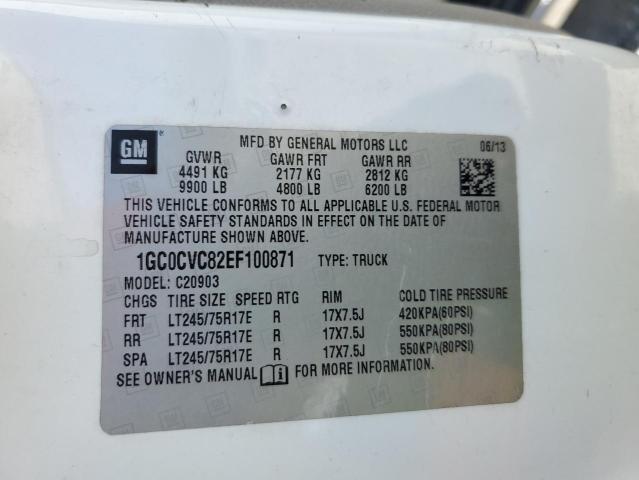 GM
MFD BY GENERAL MOTORS LLC 06/13
GVWR GAWR FRT GAWR RR
4491 KG 2177 KG 2812 KG
9900 LB 4800 LB 6200 LB
THIS VEHICLE CONFORMS TO ALL APPLICABLE U.S. FEDERAL MOTOR
VEHICLE SAFETY STANDARDS IN EFFECT ON THE DATE OF
MANUFACTURE SHOWN ABOVE.
1GC0CVC82EF100871 TYPE: TRUCK
MODEL: C20903
CHGS TIRE SIZE SPEED RTG RIM COLD TIRE PRESSURE
FRT LT245/75R17E R 17X7.5J 420KPA(60PSI)
RR LT245/75R17E R 17X7.5J 550KPA(80PSI)
SPA LT245/75R17E R 17X7.5J 550KPA(80PSI)
SEE OWNER'S MANUAL FOR MORE INFORMATION.